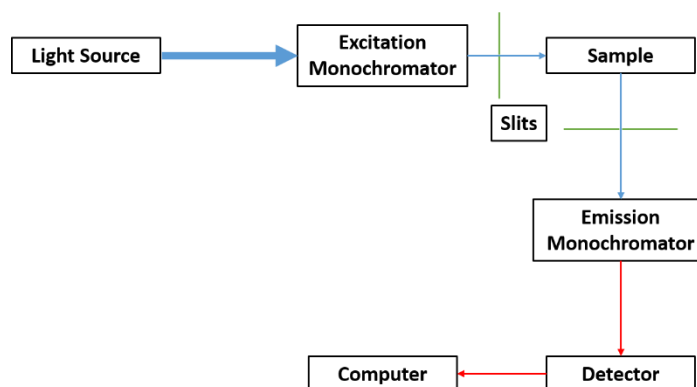 Light Source
Excitation
Monochromator
Sample
Slits
Emission
Monochromator
Computer
Detector